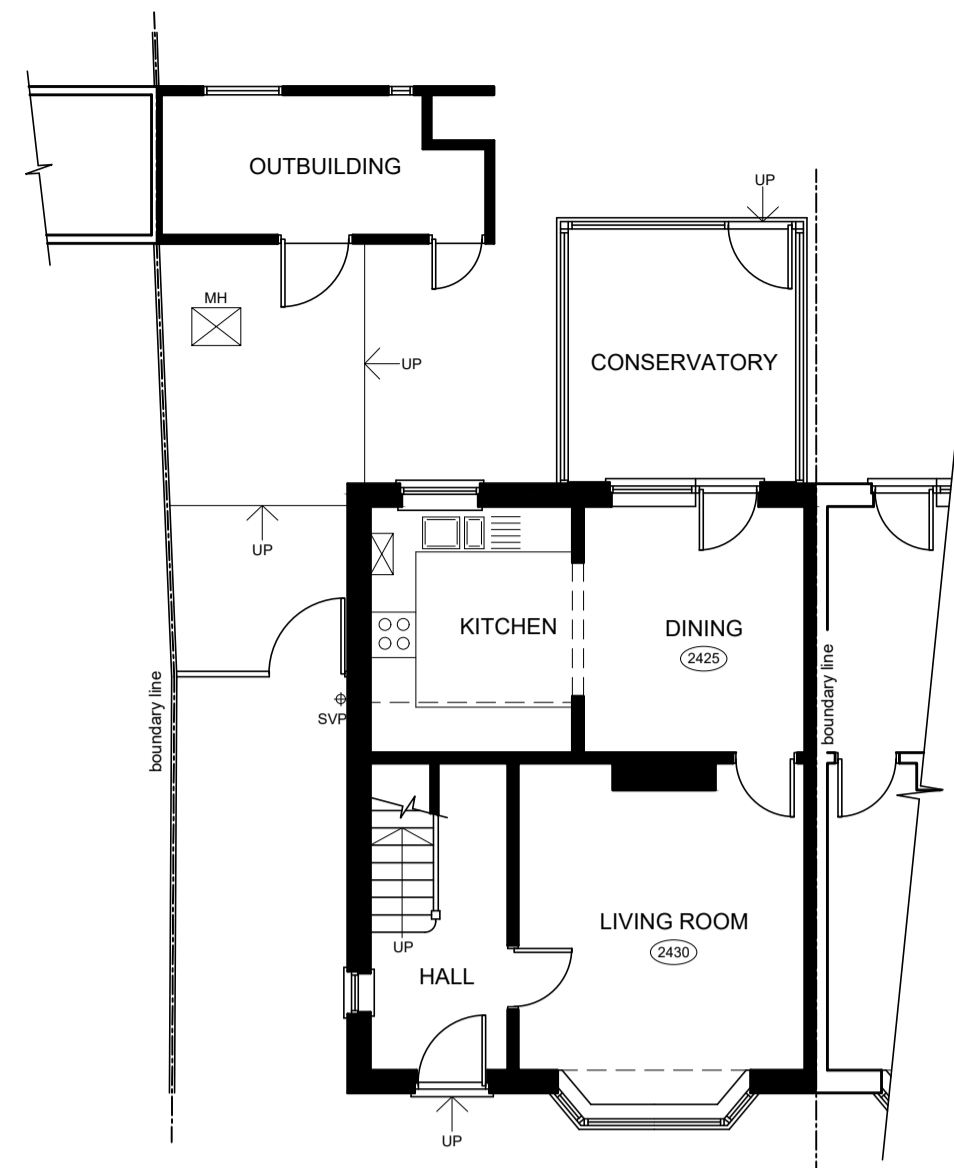 OUTBUILDING
UP
MH
CONSERVATORY
UP
UP
KITCHEN
DINING
2425
boundary line
boundary line
SVP
LIVING ROOM
2430
UP
HALL
UP